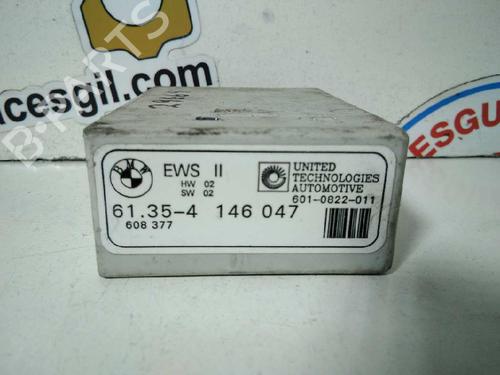 cesgil.com
B-PARTS
BMW
EWS II
HW 02
SW 02
UNITED
TECHNOLOGIES
AUTOMOTIVE
601-0822-011
61.35-4 146 047
608 377
ESGU